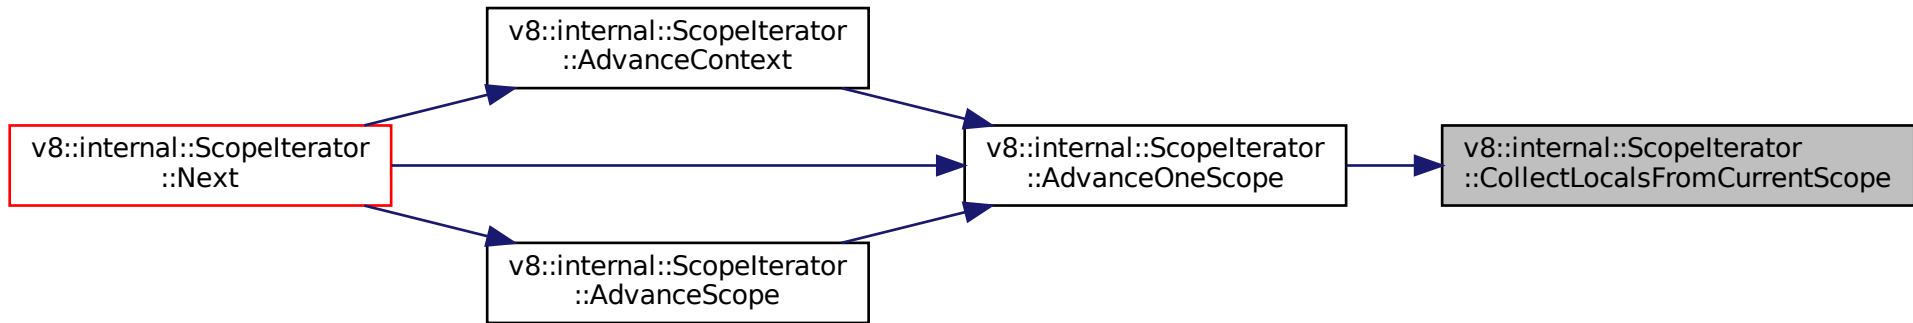 v8::internal::ScopeIterator
::AdvanceContext
v8::internal::ScopeIterator
::Next
v8::internal::ScopeIterator
::AdvanceOneScope
v8::internal::ScopeIterator
::CollectLocalsFromCurrentScope
v8::internal::ScopeIterator
::AdvanceScope